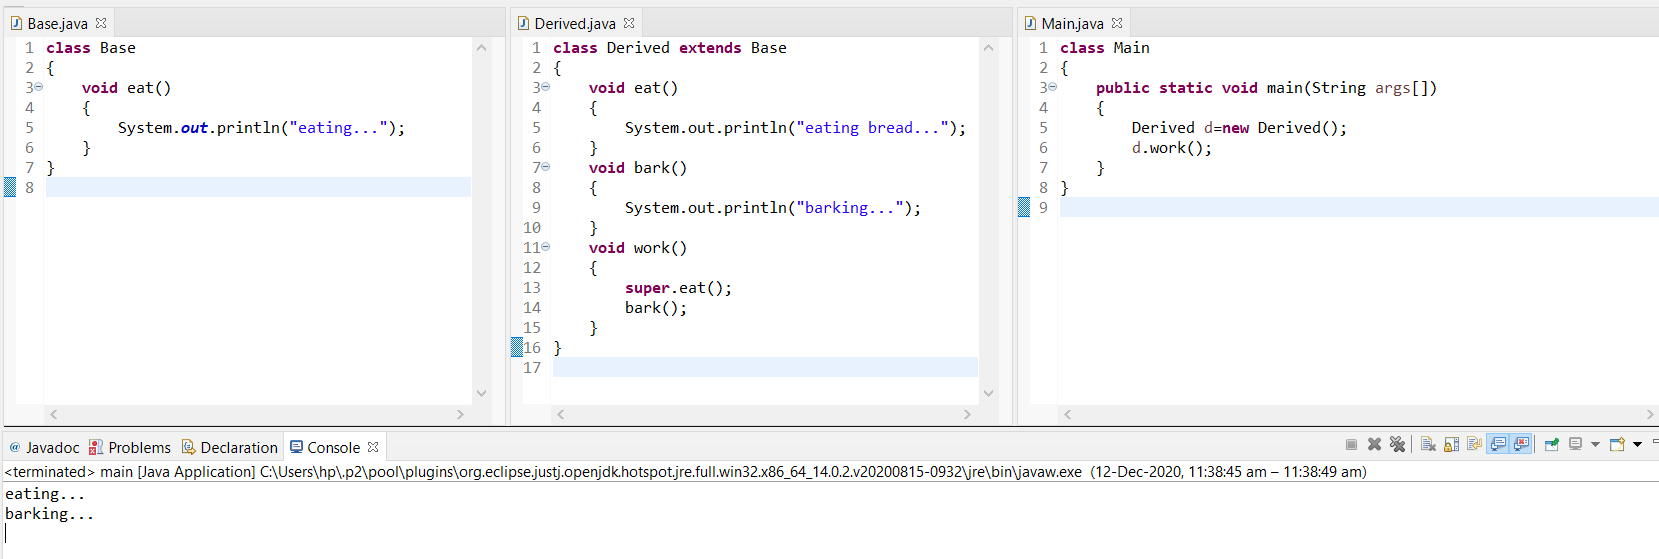 Base.java
1 class Base
2 {
3 void eat()
4 {
5 System.out.println("eating...");
6 }
7 }
8
Derived.java
1 class Derived extends Base
2 {
3 void eat()
4 {
5 System.out.println("eating bread...");
6 }
7 void bark()
8 {
9 System.out.println("barking...");
10 }
11 void work()
12 {
13 super.eat();
14 bark();
15 }
16 }
17
Main.java
1 class Main
2 {
3 public static void main(String args[])
4 {
5 Derived d=new Derived();
6 d.work();
7 }
8 }
9
@ Javadoc Problems Declaration Console
<terminated> main [Java Application] C:\Users\hp\.p2\pool\plugins\org.eclipse.justj.openjdk.hotspot.jre.full.win32.x86_64_14.0.2.v20200815-0932\jre\bin\javaw.exe (12-Dec-2020, 11:38:45 am – 11:38:49 am)
eating...
barking...